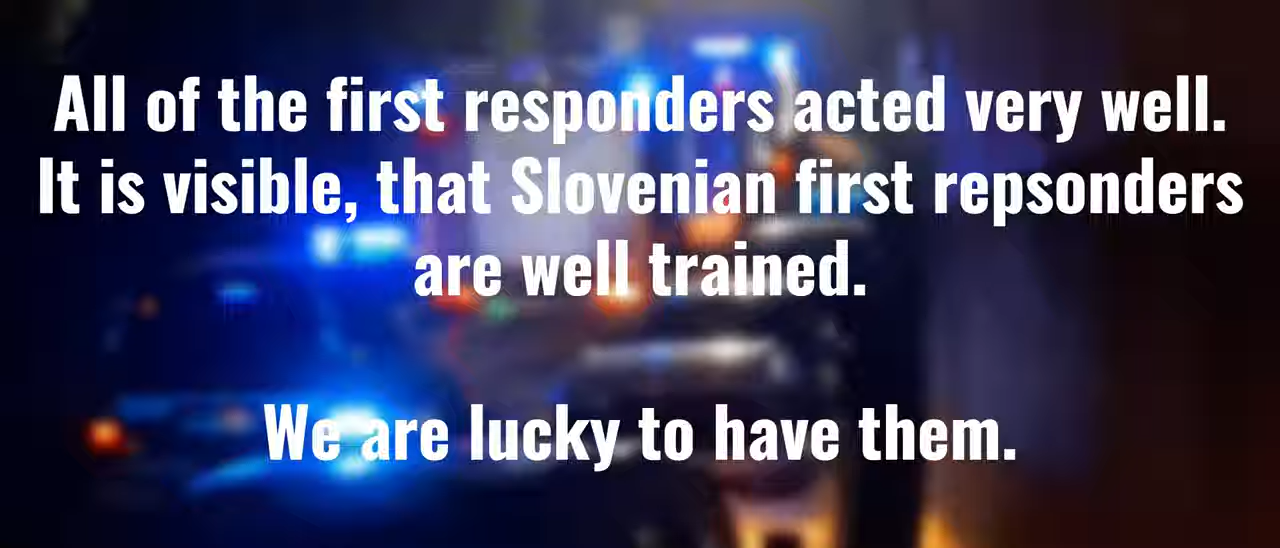 All of the first responders acted very well.
It is visible, that Slovenian first repsonders
are well trained.
We are lucky to have them.